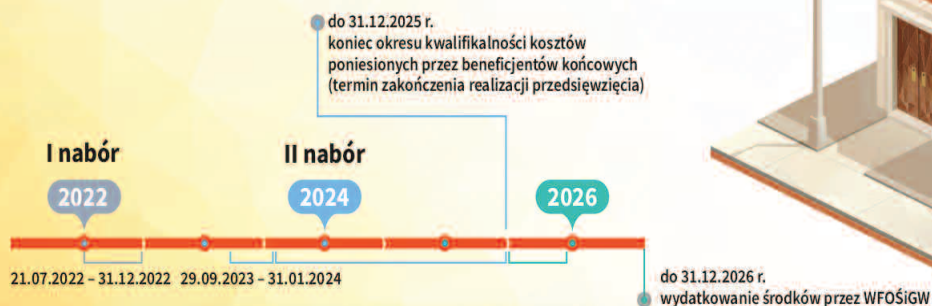 do 31.12.2025 r.
koniec okresu kwalifikalności kosztów
poniesionych przez beneficjentów końcowych
(termin zakończenia realizacji przedsięwzięcia)
I nabór
II nabór
2022
2024
2026
21.07.2022 – 31.12.2022
29.09.2023 – 31.01.2024
do 31.12.2026 r.
wydatkowanie środków przez WFOŚiGW